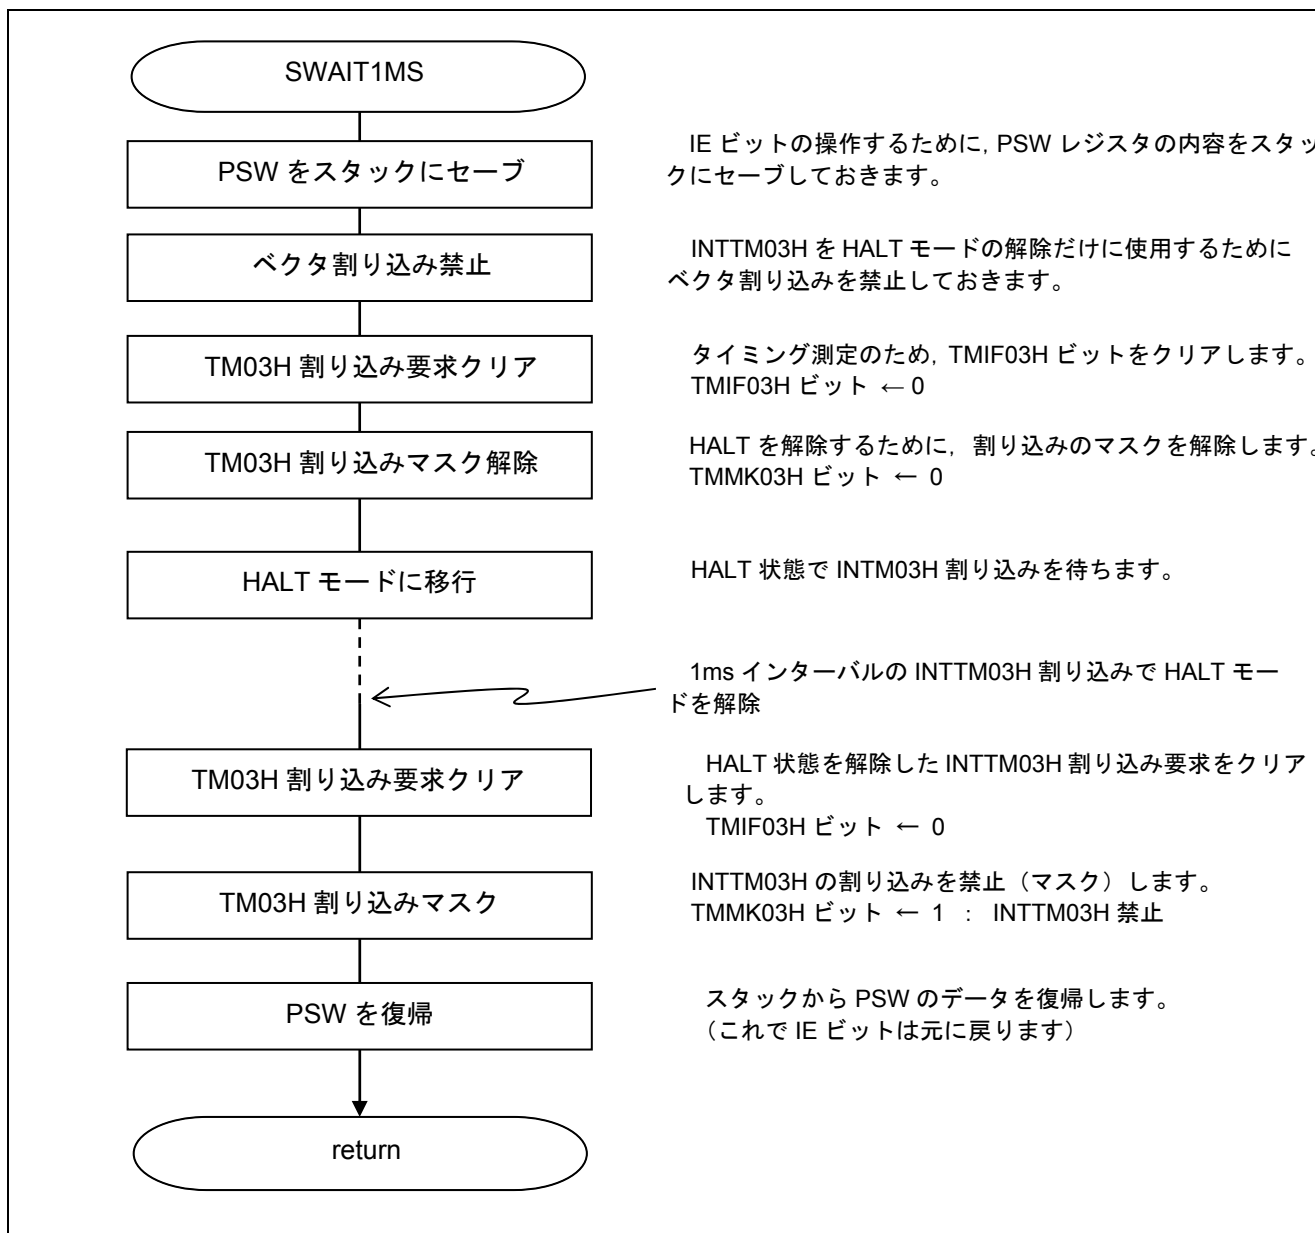 SWAIT1MS
PSW をスタックにセーブ
IE ビットの操作するために, PSW レジスタの内容をスタッ
クにセーブしておきます。
ベクタ割り込み禁止
INTTM03H を HALT モードの解除だけに使用するために
ベクタ割り込みを禁止しておきます。
TM03H 割り込み要求クリア
タイミング測定のため, TMIF03H ビットをクリアします。
TMIF03H ビット ← 0
TM03H 割り込みマスク解除
HALT を解除するために, 割り込みのマスクを解除します。
TMMK03H ビット ← 0
HALT モードに移行
HALT 状態で INTM03H 割り込みを待ちます。
1ms インターバルの INTTM03H 割り込みで HALT モー
ドを解除
TM03H 割り込み要求クリア
HALT 状態を解除した INTTM03H 割り込み要求をクリア
します。
TMIF03H ビット ← 0
TM03H 割り込みマスク
INTTM03H の割り込みを禁止（マスク）します。
TMMK03H ビット ← 1 : INTTM03H 禁止
PSW を復帰
スタックから PSW のデータを復帰します。
（これで IE ビットは元に戻ります）
return